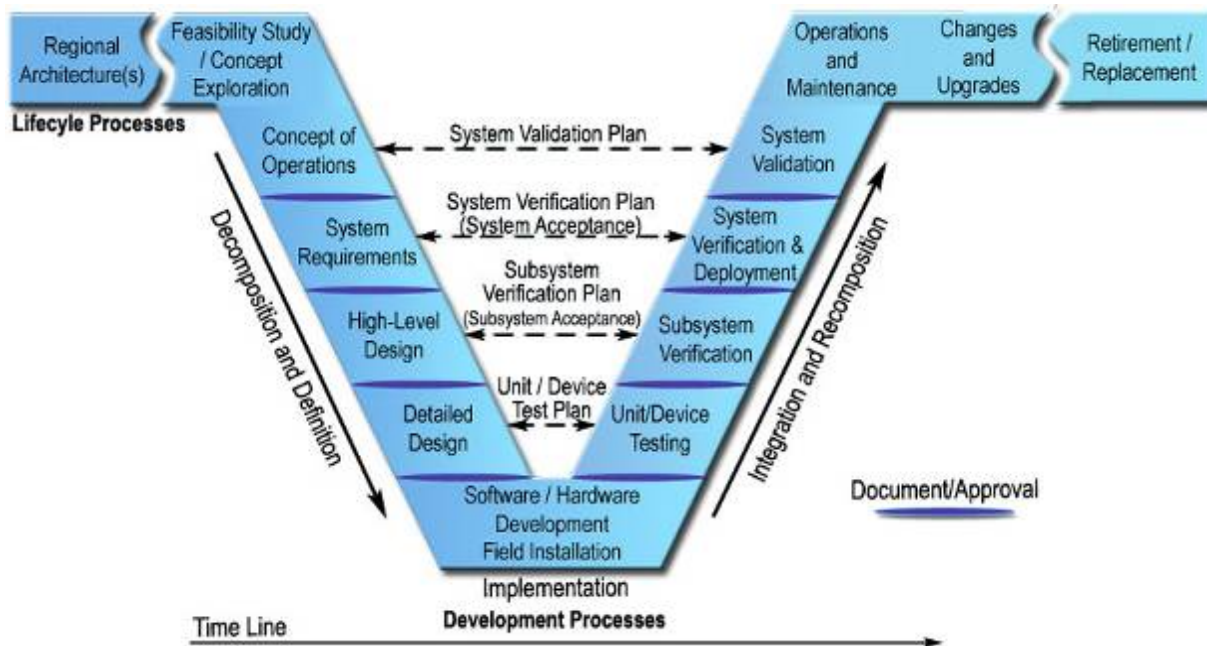 Regional
Architecture(s)
Feasibility Study
/ Concept
Exploration
Operations
and
Maintenance
Changes
and
Upgrades
Retirement /
Replacement
Lifecyle Processes
Concept of
Operations
System Validation Plan
System
Validation
System Verification Plan
(System Acceptance)
System
Requirements
System
Verification &
Deployment
Subsystem
Verification Plan
(Subsystem Acceptance)
High-Level
Design
Subsystem
Verification
Unit / Device
Test Plan
Detailed
Design
Unit/Device
Testing
Decomposition and Definition
Integration and Recomposition
Software / Hardware
Development
Field Installation
Document/Approval
Implementation
Development Processes
Time Line